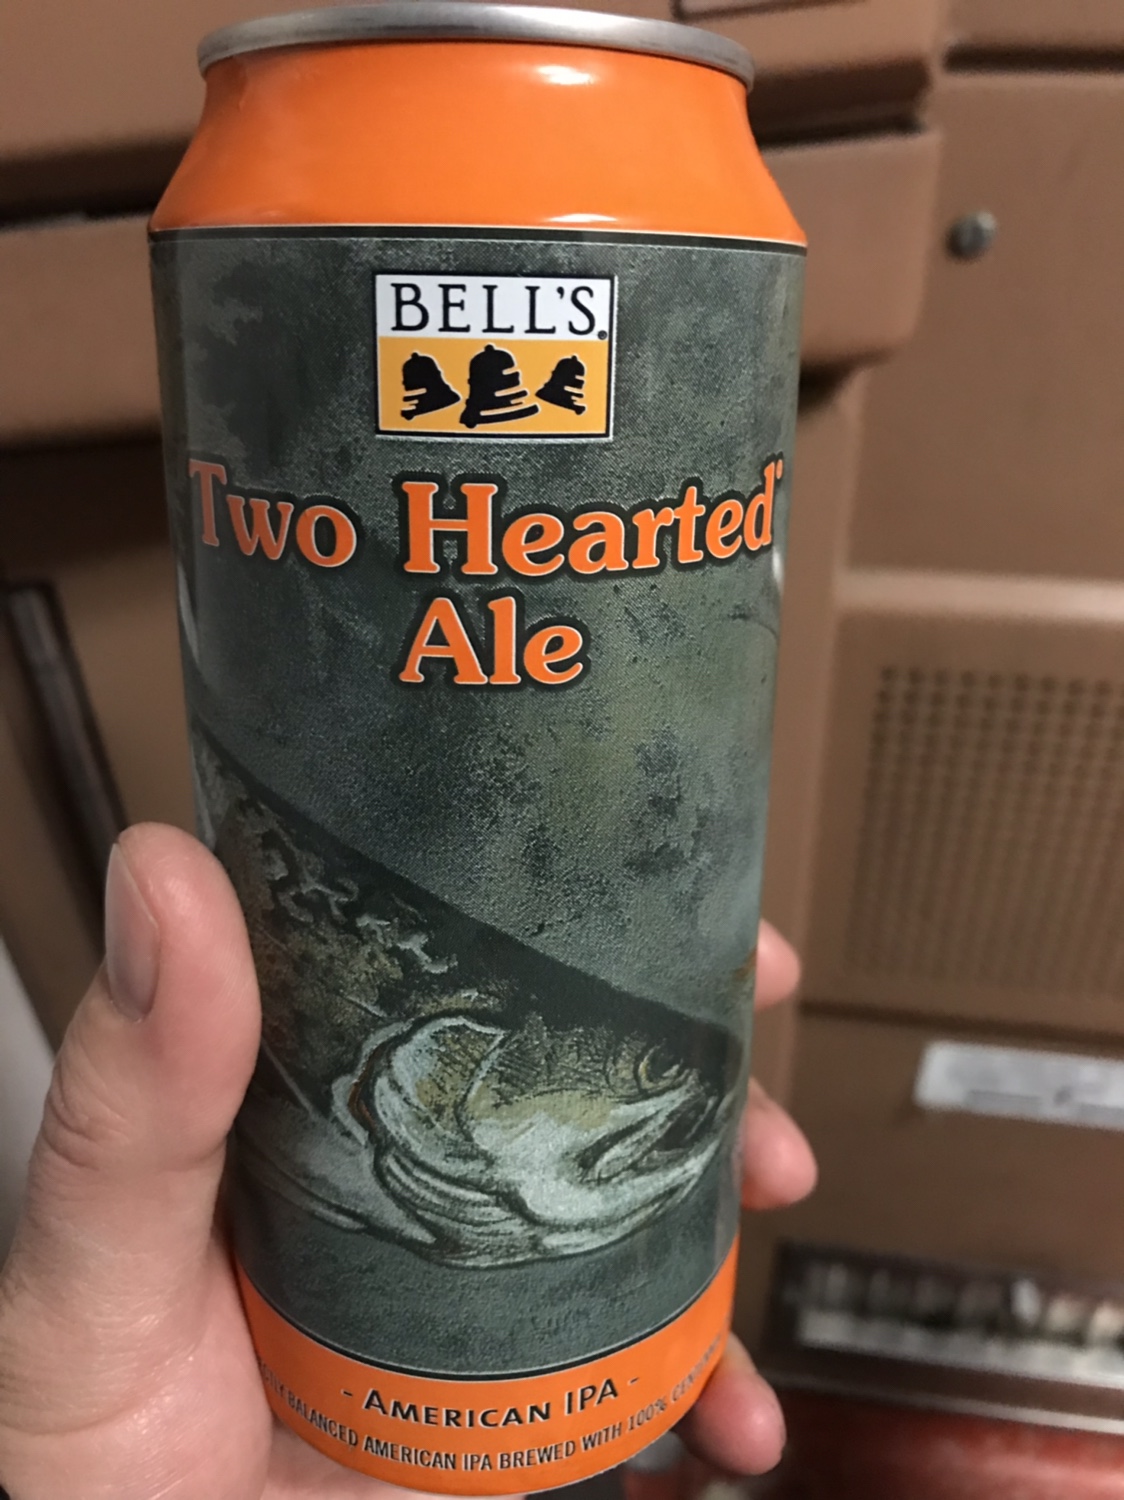 BELL'S®
Two Hearted®
Ale
- AMERICAN IPA -
BALANCED AMERICAN IPA BREWED WITH 100%